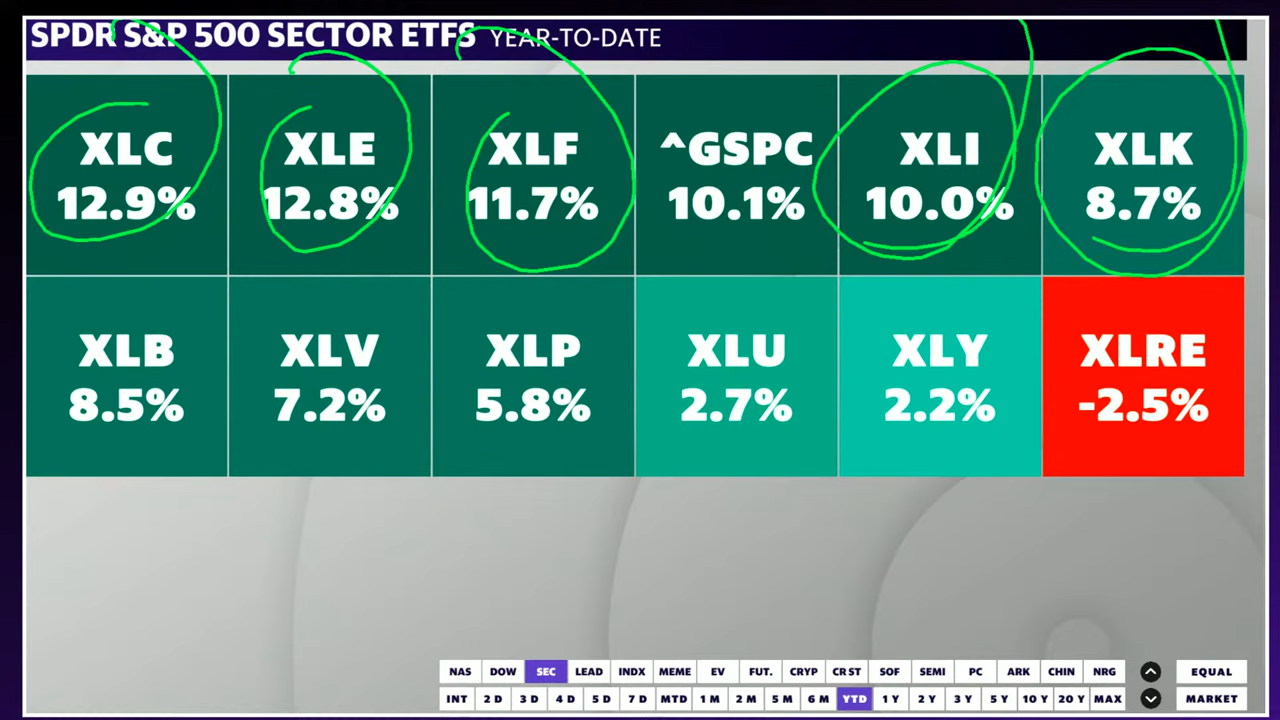 SPDR S&P 500 SECTOR ETFS YEAR-TO-DATE
XLC XLE XLF ^GSPC XLI XLK
12.9% 12.8% 11.7% 10.1% 10.0% 8.7%
XLB XLV XLP XLU XLY XLRE
8.5% 7.2% 5.8% 2.7% 2.2% -2.5%
NAS DOW SEC LEAD INDX MEME EV FUT. CRYP CR ST SOF SEMI PC ARK CHIN NRG EQUAL
INT 2 D 3 D 4 D 5 D 7 D MTD 1 M 2 M 5 M 6 M YTD 1 Y 2 Y 3 Y 5 Y 10 Y 20 Y MAX MARKET